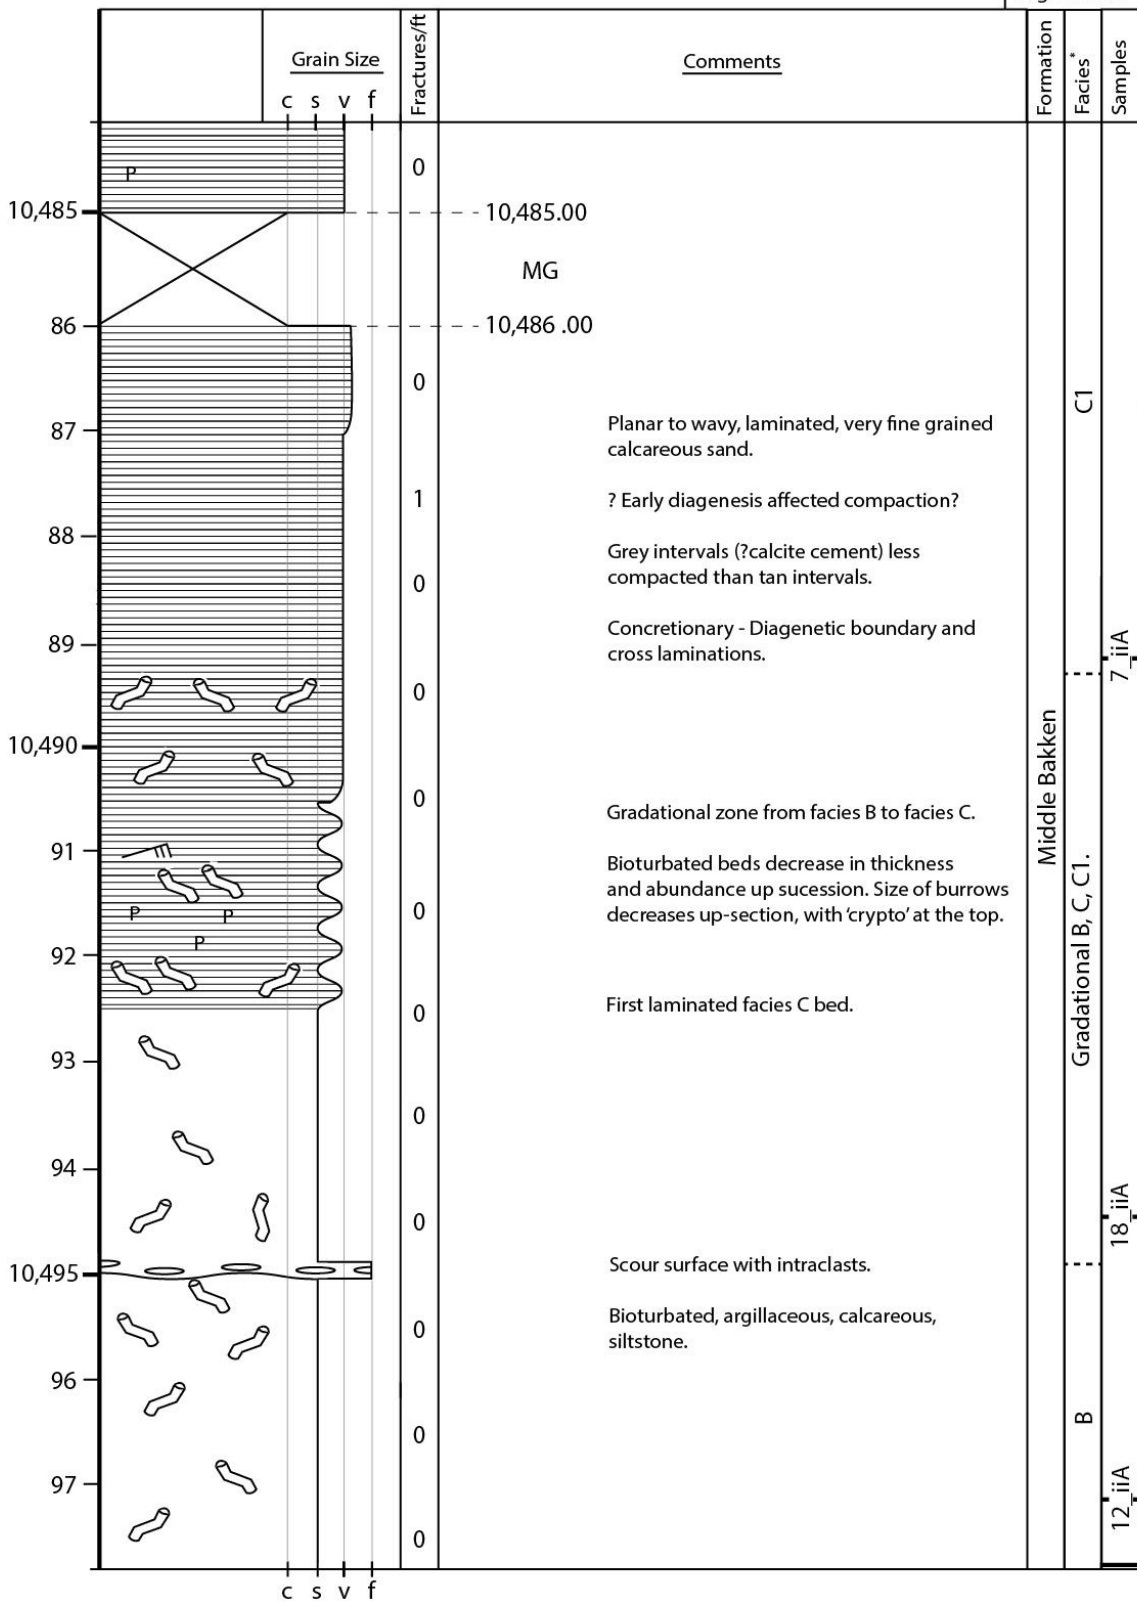 Grain Size
c s v f
Fractures/ft
Comments
Formation
Facies*
Samples
P
0
10,485
10,485.00
MG
86
10,486 .00
0
C1
Planar to wavy, laminated, very fine grained
calcareous sand.
87
1
? Early diagenesis affected compaction?
88
Grey intervals (?calcite cement) less
compacted than tan intervals.
0
Concretionary - Diagenetic boundary and
cross laminations.
89
7_iiA
0
10,490
Middle Bakken
0
Gradational zone from facies B to facies C.
91
Bioturbated beds decrease in thickness
and abundance up sucession. Size of burrows
decreases up-section, with ‘crypto’ at the top.
P P
0
P
92
Gradational B, C, C1.
First laminated facies C bed.
0
93
0
94
18_iiA
0
Scour surface with intraclasts.
10,495
Bioturbated, argillaceous, calcareous,
siltstone.
0
96
B
0
97
12_iiA
0
c s v f